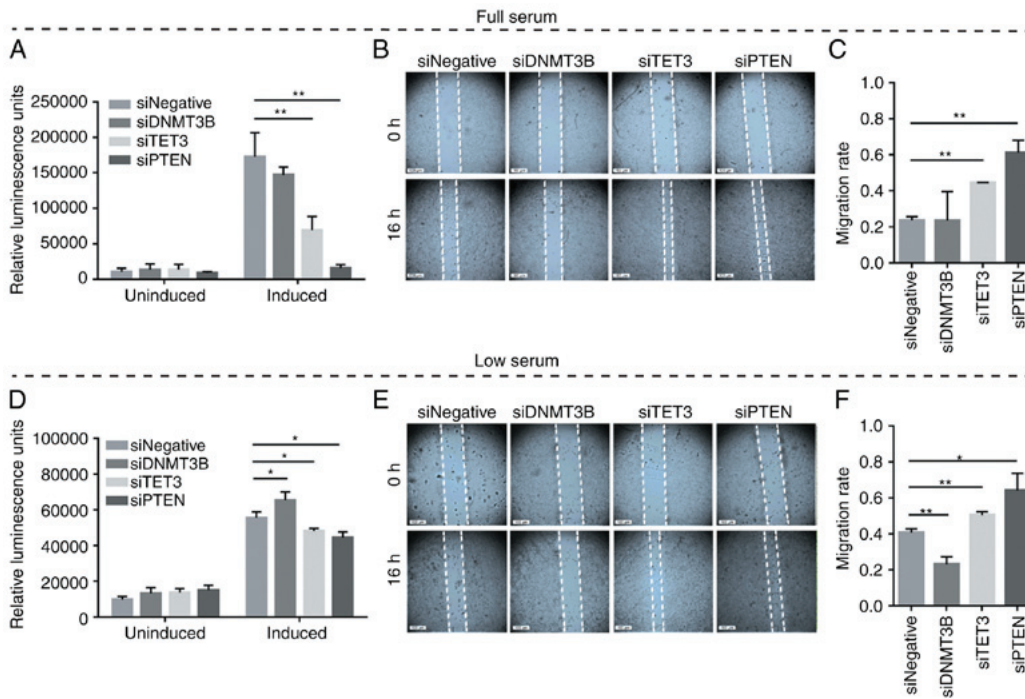 Full serum
A
Relative luminescence units
250000
200000
150000
100000
50000
0
siNegative
siDNMT3B
siTET3
siPTEN
**
**
Uninduced
Induced
B
siNegative siDNMT3B siTET3 siPTEN
0 h
16 h
C
Migration rate
1.0
0.8
0.6
0.4
0.2
0.0
**
**
siNegative
siDNMT3B
siTET3
siPTEN
Low serum
D
Relative luminescence units
100000
80000
60000
40000
20000
0
siNegative
siDNMT3B
siTET3
siPTEN
*
*
*
Uninduced
Induced
E
siNegative siDNMT3B siTET3 siPTEN
0 h
16 h
F
Migration rate
1.0
0.8
0.6
0.4
0.2
0.0
*
**
**
siNegative
siDNMT3B
siTET3
siPTEN